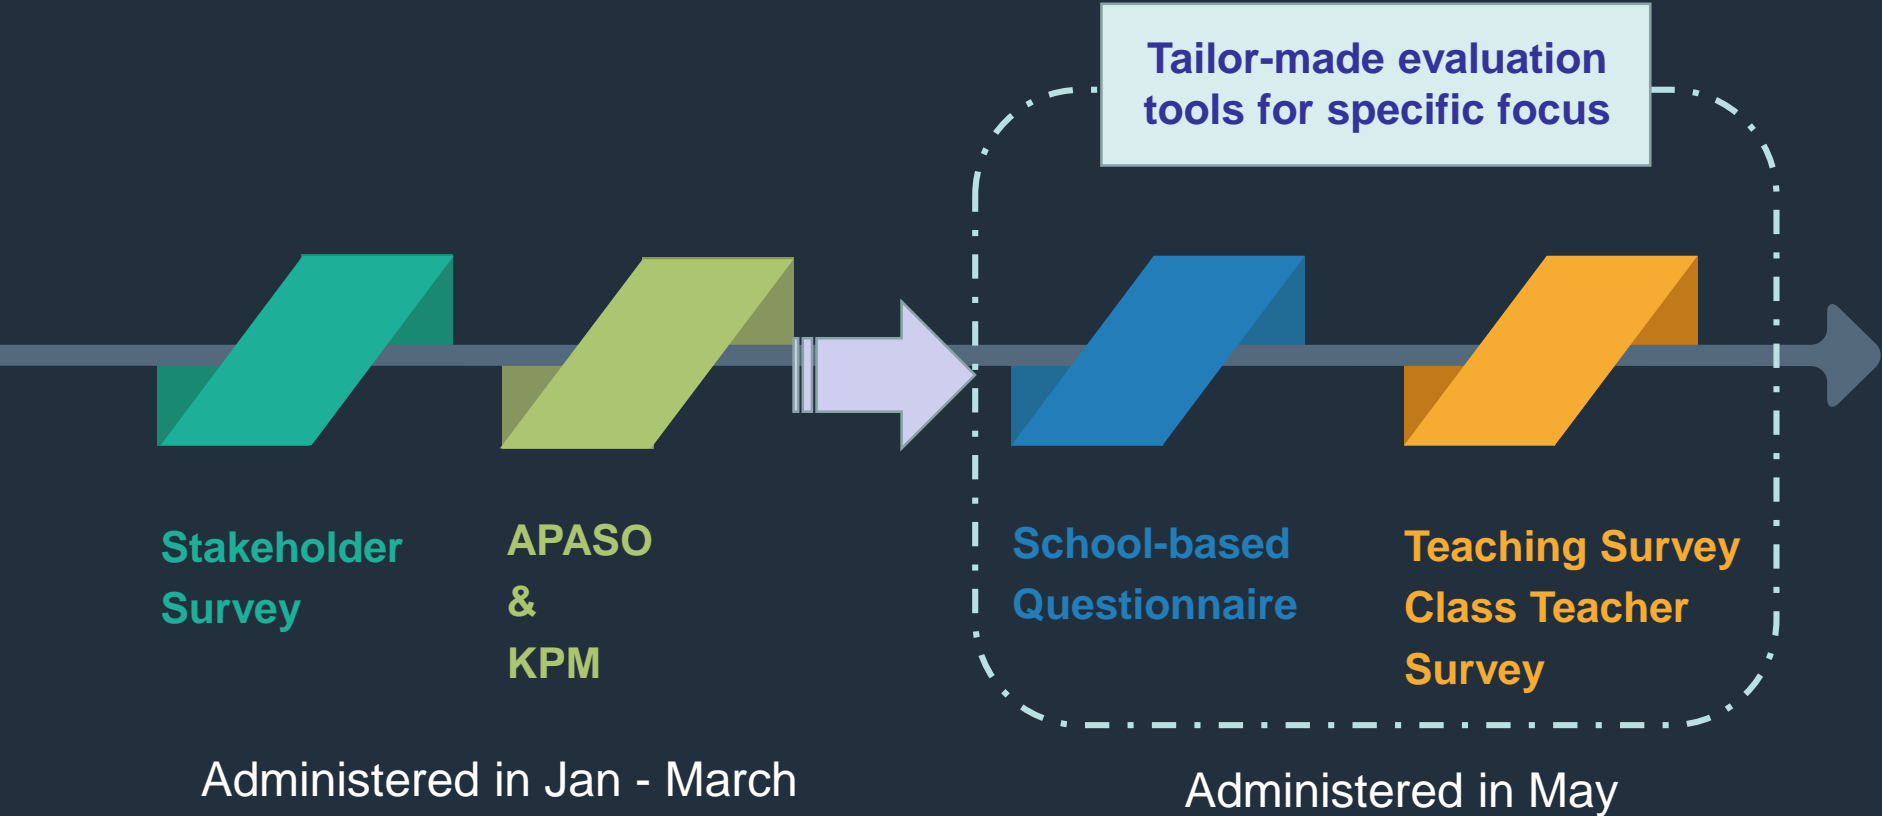 Tailor-made evaluation
tools for specific focus
Stakeholder
Survey
APASO
&
KPM
School-based
Questionnaire
Teaching Survey
Class Teacher
Survey
Administered in Jan - March
Administered in May